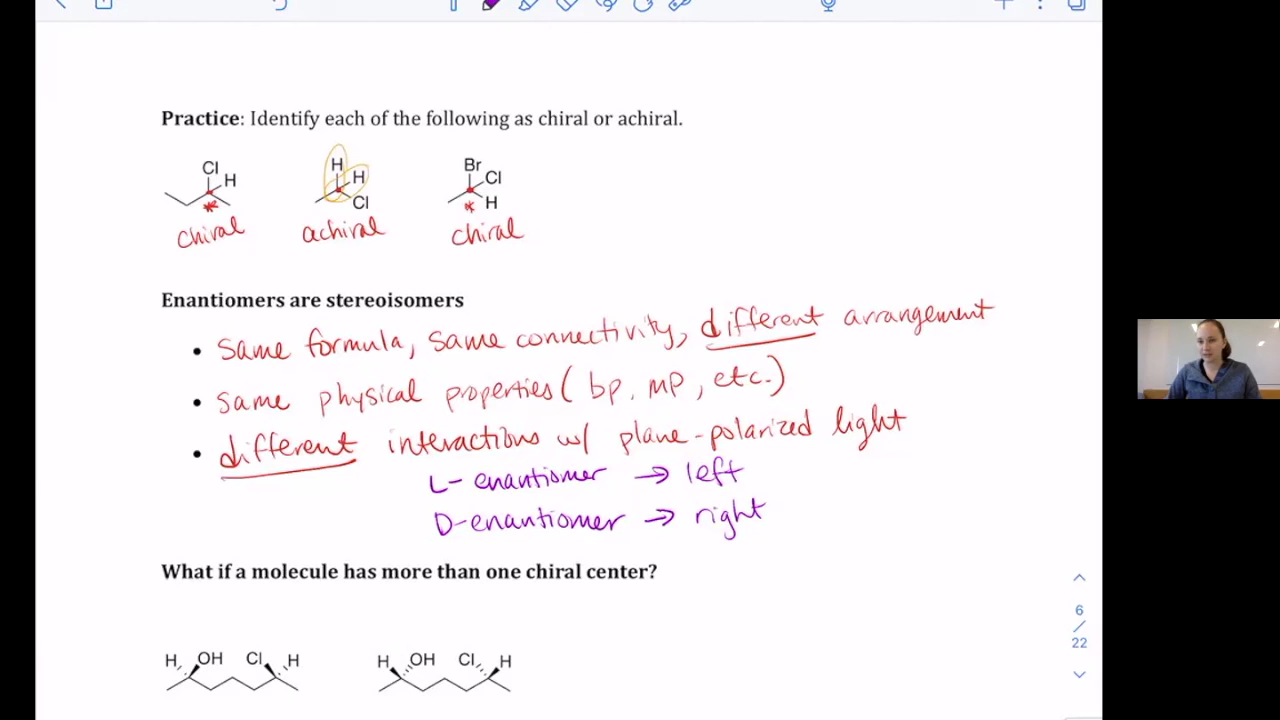 Practice: Identify each of the following as chiral or achiral.
Cl H
H H Cl
Br Cl H
* *
chiral achiral chiral
Enantiomers are stereoisomers
• same formula, same connectivity, different arrangement
• same physical properties ( bp, mp, etc.)
• different interactions w/ plane-polarized light
L- enantiomer → left
D-enantiomer → right
What if a molecule has more than one chiral center?
6
/
22
H OH Cl H H OH Cl H